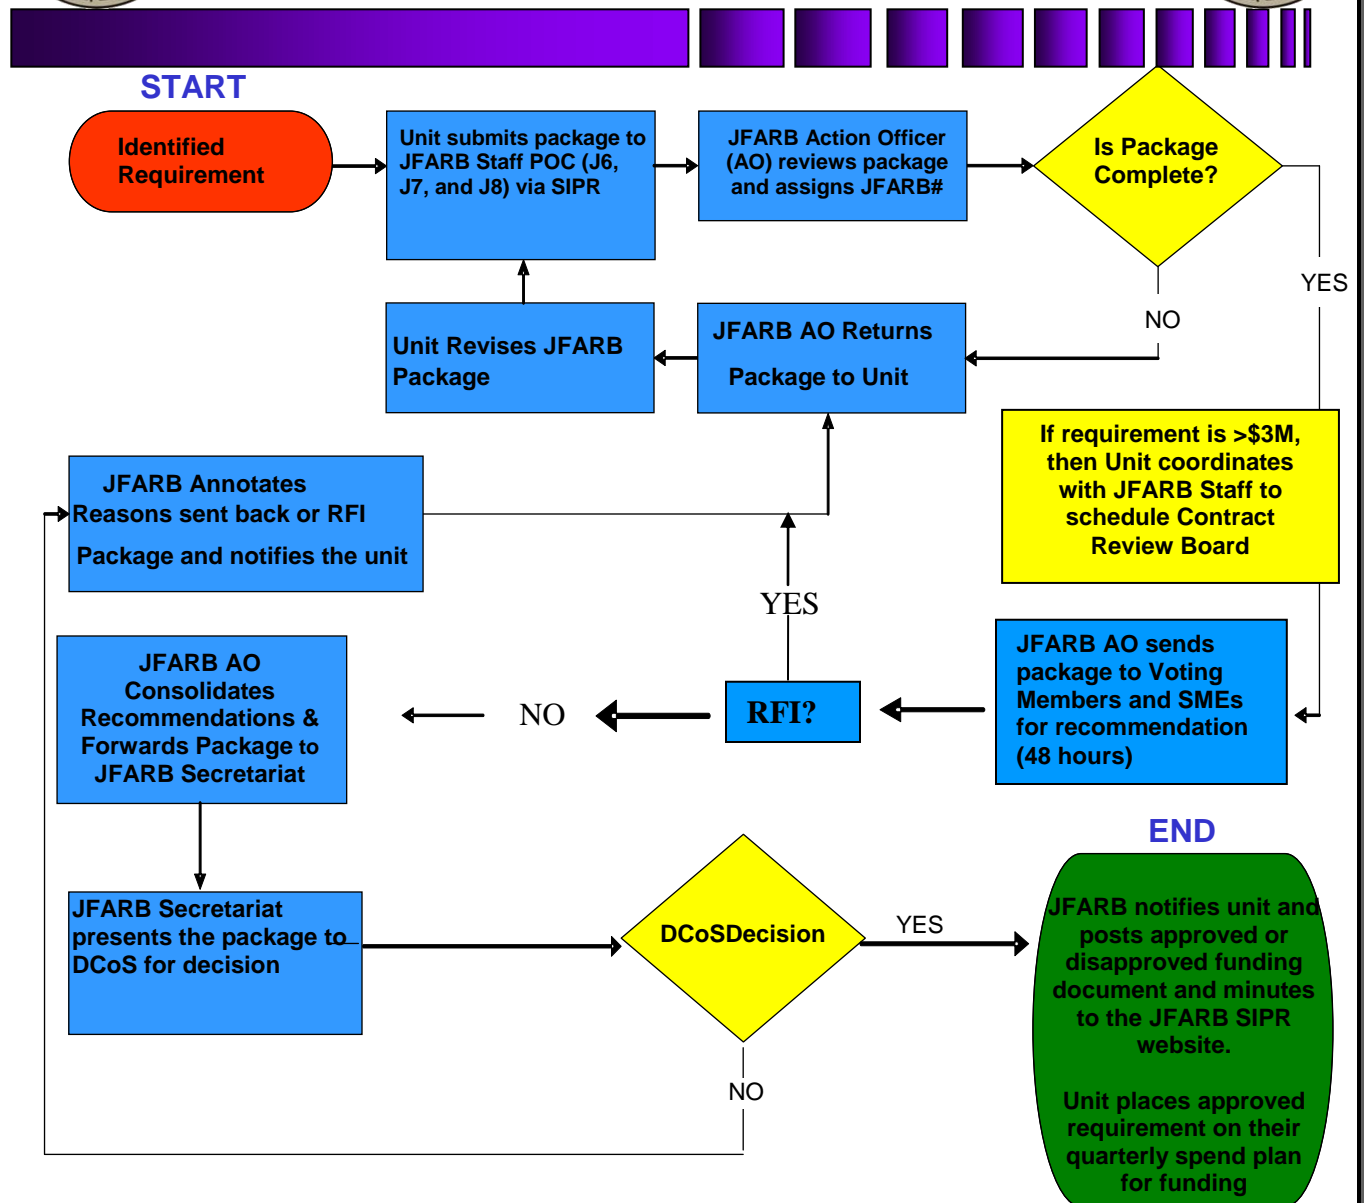 START
Identified
Requirement
Unit submits package to
JFARB Staff POC (J6,
J7, and J8) via SIPR
JFARB Action Officer
(AO) reviews package
and assigns JFARB#
Is Package
Complete?
YES
NO
Unit Revises JFARB
Package
JFARB AO Returns
Package to Unit
If requirement is >$3M,
then Unit coordinates
with JFARB Staff to
schedule Contract
Review Board
JFARB Annotates
Reasons sent back or RFI
Package and notifies the unit
YES
JFARB AO
Consolidates
Recommendations &
Forwards Package to
JFARB Secretariat
NO
RFI?
JFARB AO sends
package to Voting
Members and SMEs
for recommendation
(48 hours)
JFARB Secretariat
presents the package to
DCoS for decision
DCoSDecision
YES
NO
END
JFARB notifies unit and
posts approved or
disapproved funding
document and minutes
to the JFARB SIPR
website.
Unit places approved
requirement on their
quarterly spend plan
for funding